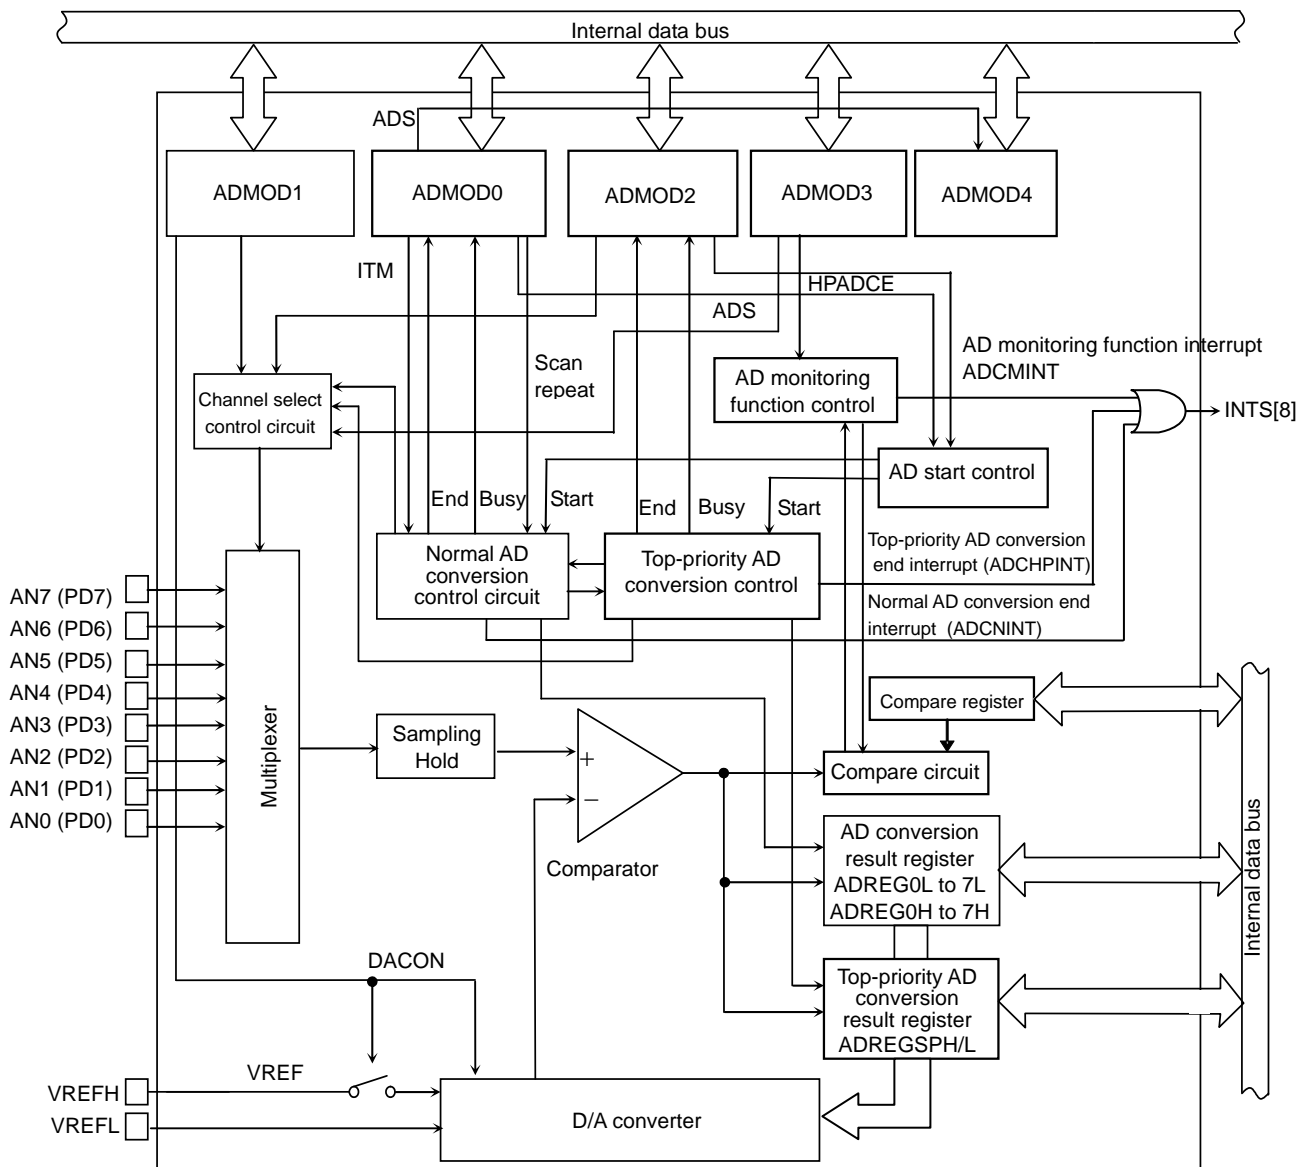 Internal data bus
ADS
ADMOD1
ADMOD0
ADMOD2
ADMOD3
ADMOD4
ITM
HPADCE
ADS
Scan
repeat
AD monitoring function interrupt
ADCMINT
Channel select
control circuit
AD monitoring
function control
INTS[8]
AD start control
End
Busy
Start
End
Busy
Start
Normal AD
conversion
control circuit
Top-priority AD
conversion control
Top-priority AD conversion
end interrupt (ADCHPINT)
Normal AD conversion end
interrupt (ADCNINT)
AN7 (PD7)
AN6 (PD6)
AN5 (PD5)
AN4 (PD4)
AN3 (PD3)
AN2 (PD2)
AN1 (PD1)
AN0 (PD0)
Multiplexer
Sampling
Hold
+
−
Comparator
Compare register
Compare circuit
AD conversion
result register
ADREG0L to 7L
ADREG0H to 7H
Internal data bus
Top-priority AD
conversion
result register
ADREGSPH/L
DACON
VREF
VREFH
VREFL
D/A converter